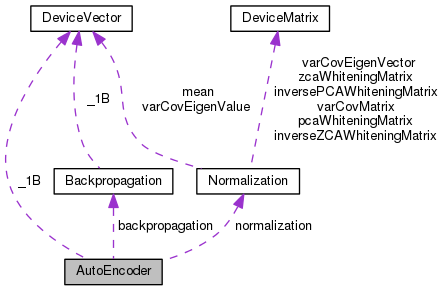 DeviceVector
DeviceMatrix
varCovEigenVector
zcaWhiteningMatrix
inversePCAWhiteningMatrix
varCovMatrix
pcaWhiteningMatrix
inverseZCAWhiteningMatrix
mean
varCovEigenValue
_1B
_1B
Backpropagation
Normalization
backpropagation
normalization
AutoEncoder